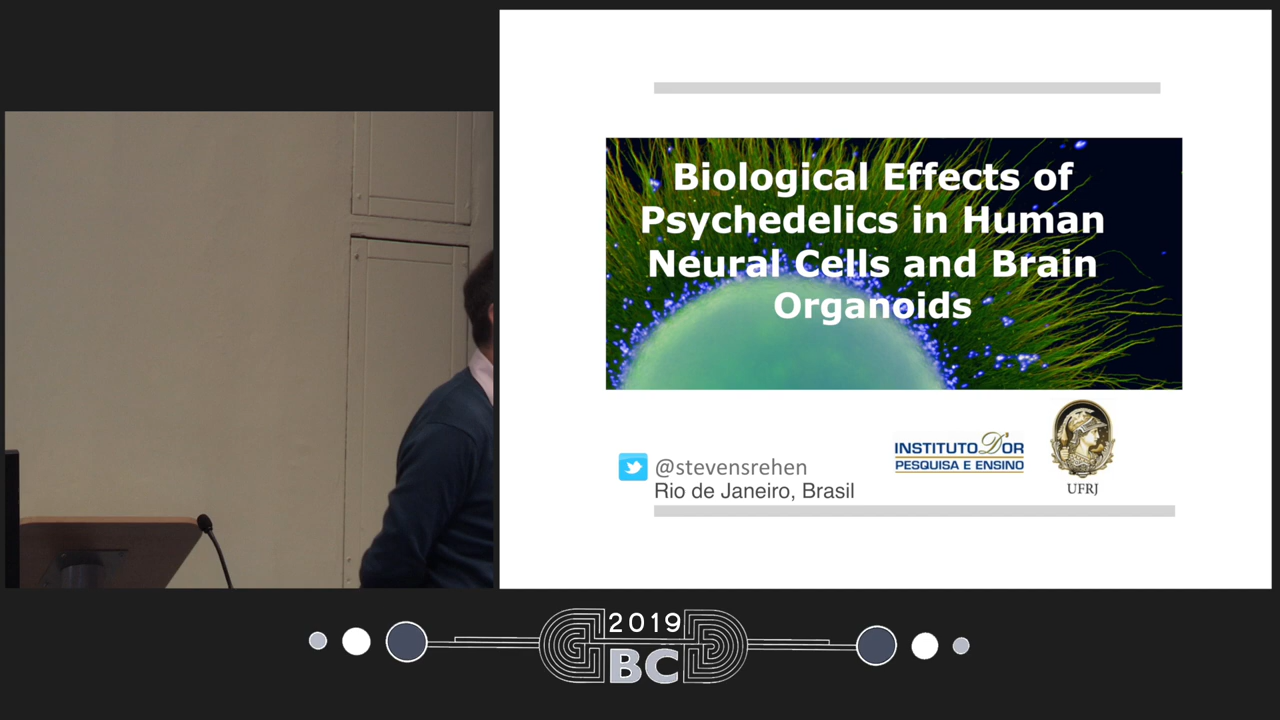 Biological Effects of
Psychedelics in Human
Neural Cells and Brain
Organoids
@stevensrehen
Rio de Janeiro, Brasil
INSTITUTO D'OR
PESQUISA E ENSINO
UFRJ
2019
BC